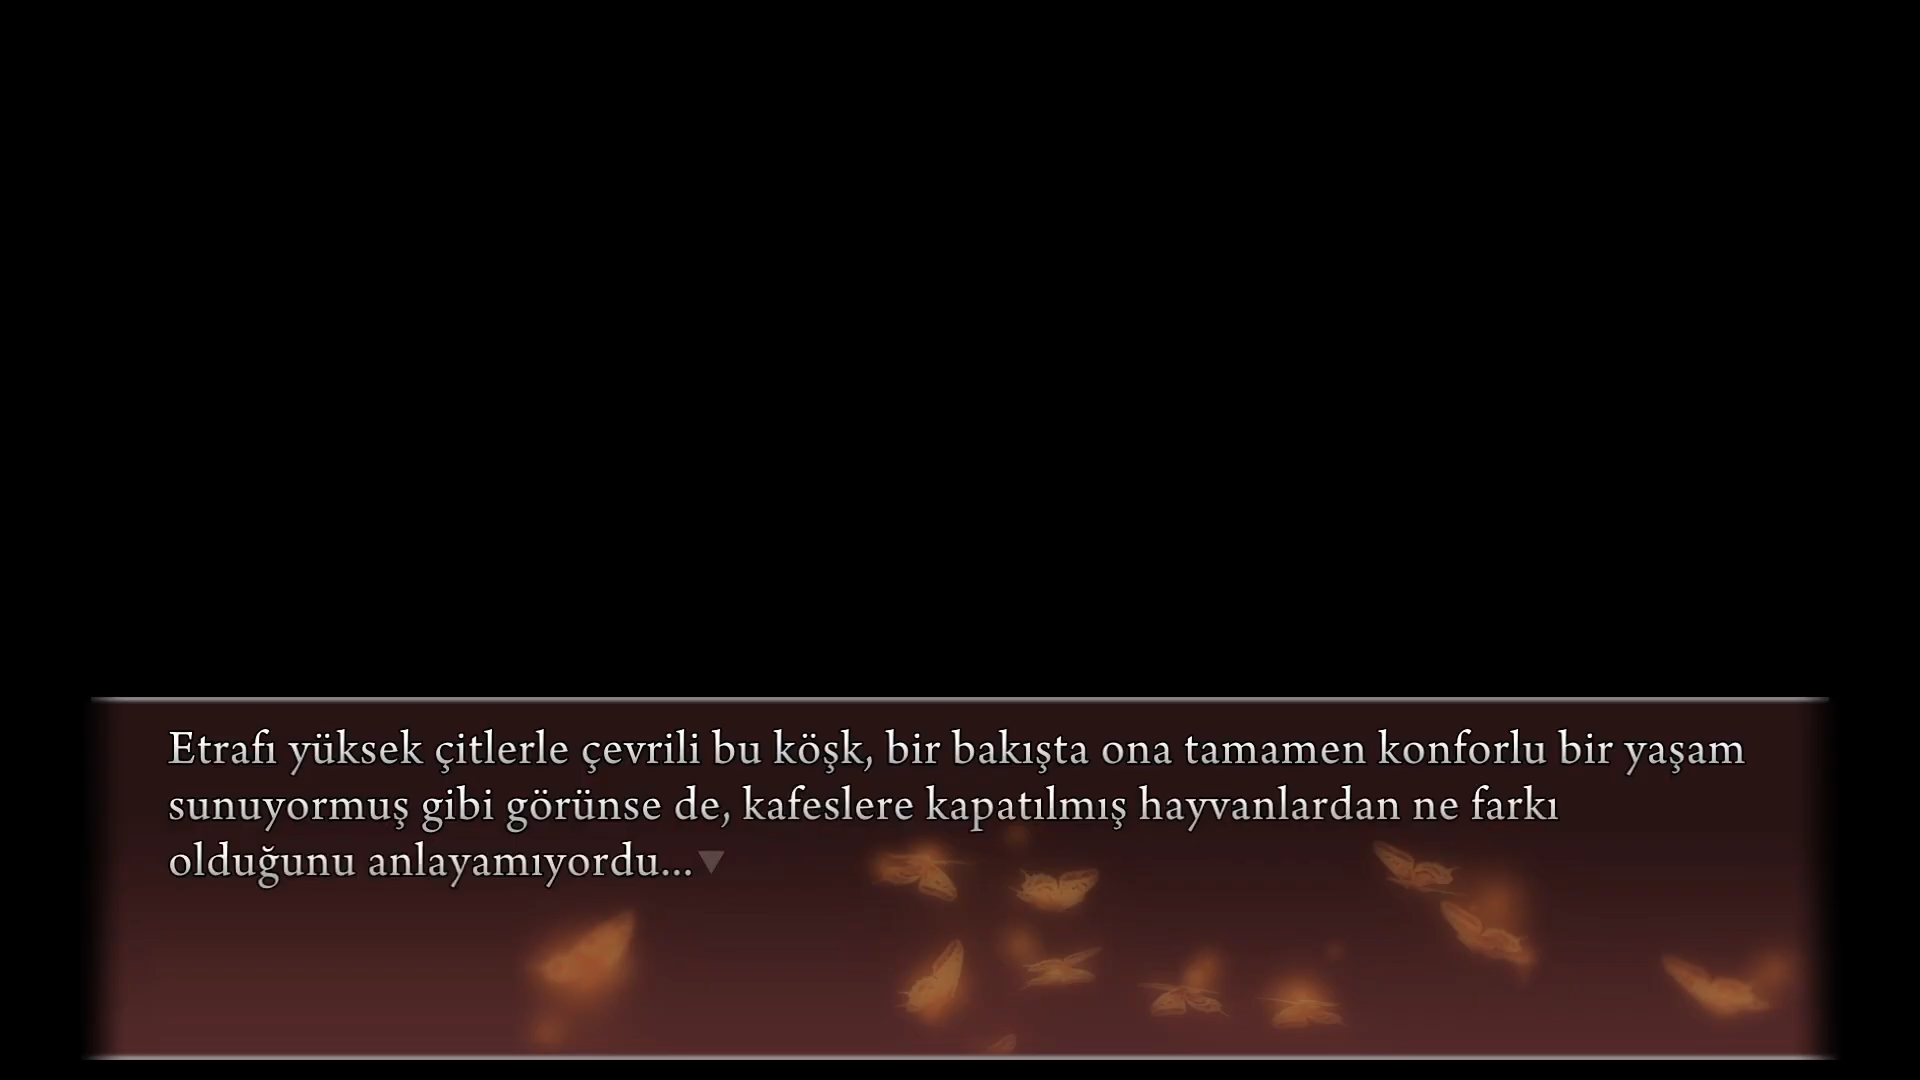 Etrafı yüksek çitlerle çevrili bu köşk, bir bakışta ona tamamen konforlu bir yaşam
sunuyormuş gibi görünse de, kafeslere kapatılmış hayvanlardan ne farkı
olduğunu anlayamıyordu...